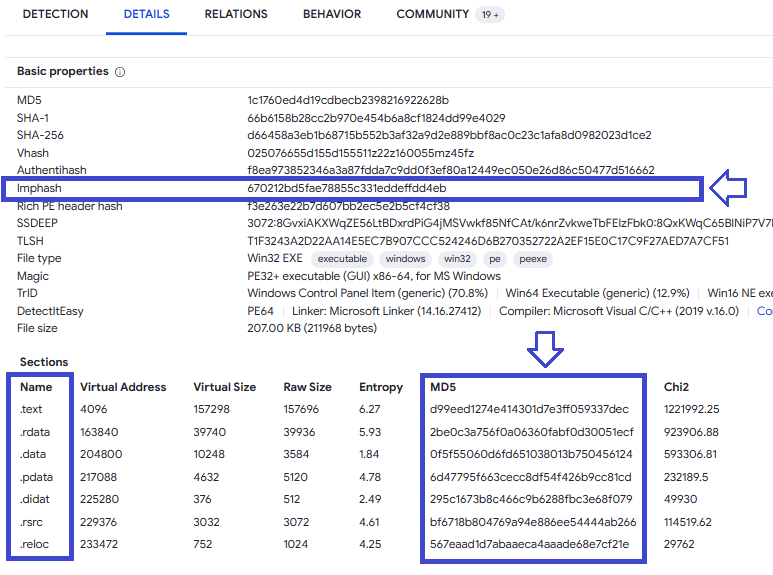 DETECTION DETAILS RELATIONS BEHAVIOR COMMUNITY 19 +
Basic properties
MD5 1c1760ed4d19cdbecb2398216922628b
SHA-1 66b6158b28cc2b970e454b6a8cf1824dd99e4029
SHA-256 d66458a3eb1b68715b552b3af32a9d2e889bbf8ac0c23c1afa8d0982023d1ce2
Vhash 025076655d155d155511z22z160055mz45fz
Authentihash f8ea973852346a3a87fdda7c9dd0f3ef80a12449ec050e26d86c50477d516662
Imphash 670212bd5fae78855c331eddeffdd4eb
Rich PE header hash f3e263e22b7d607bb2ec5e2b5cf4cf38
SSDEEP 3072:8GvxiAKXWqZE56LtBDxrdPiG4jMSVwkf85NfCAt/k6nrZvkweTbFElzFbk0:8QxKWqC65BlNiP7V7
TLSH T1F3243A2D22AA14E5EC7B907CCC524246D6B270352722A2EF15E0C17C9F27AED7A7CF51
File type Win32 EXE executable windows win32 pe peexe
Magic PE32+ executable (GUI) x86-64, for MS Windows
TrID Windows Control Panel Item (generic) (70.8%) Win64 Executable (generic) (12.9%) Win16 NE exe
DetectItEasy PE64 Linker: Microsoft Linker (14.16.27412) Compiler: Microsoft Visual C/C++ (2019 v.16.0) Co
File size 207.00 KB (211968 bytes)
Sections
Name Virtual Address Virtual Size Raw Size Entropy MD5 Chi2
.text 4096 157298 157696 6.27 d99eed1274e414301d7e3ff059337dec 1221992.25
.rdata 163840 39740 39936 5.93 2be0c3a756f0a06360fabf0d30051ecf 923906.88
.data 204800 10248 3584 1.84 0f5f55060d6fd651038013b750456124 593306.81
.pdata 217088 4632 5120 4.78 6d47795f663cecc8df54f426b9cc81cd 232189.5
.didat 225280 376 512 2.49 295c1673b8c466c9b6288fbc3e68f079 49930
.rsrc 229376 3032 3072 4.61 bf6718b804769a94e886ee54444ab266 114519.62
.reloc 233472 752 1024 4.25 567eaad1d7abaaeca4aaade68e7cf21e 29762